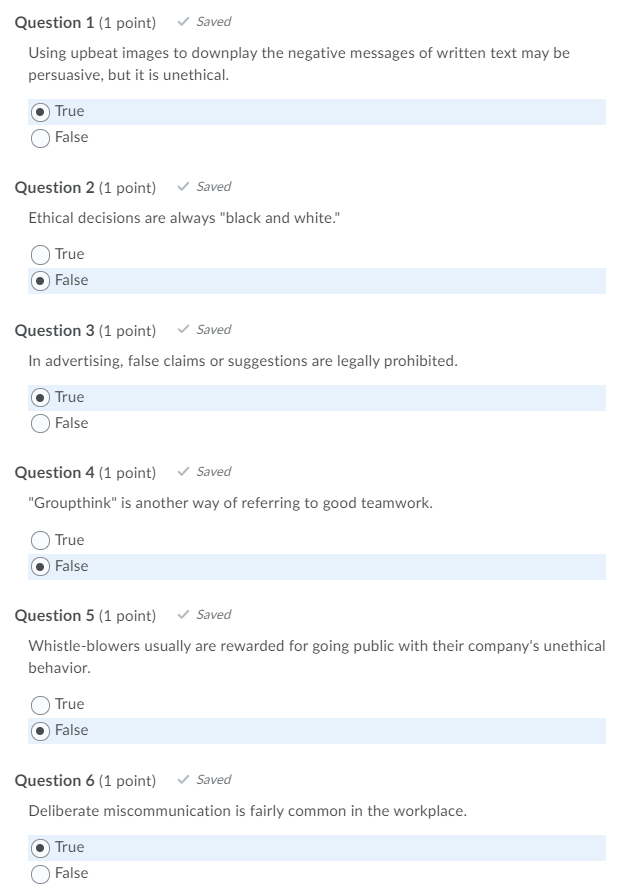 Question 1 (1 point) Saved
Using upbeat images to downplay the negative messages of written text may be
persuasive, but it is unethical.
True
False
Question 2 (1 point) Saved
Ethical decisions are always "black and white."
True
False
Question 3 (1 point) Saved
In advertising, false claims or suggestions are legally prohibited.
True
False
Question 4 (1 point) Saved
"Groupthink" is another way of referring to good teamwork.
True
False
Question 5 (1 point) Saved
Whistle-blowers usually are rewarded for going public with their company's unethical
behavior.
True
False
Question 6 (1 point) Saved
Deliberate miscommunication is fairly common in the workplace.
True
False